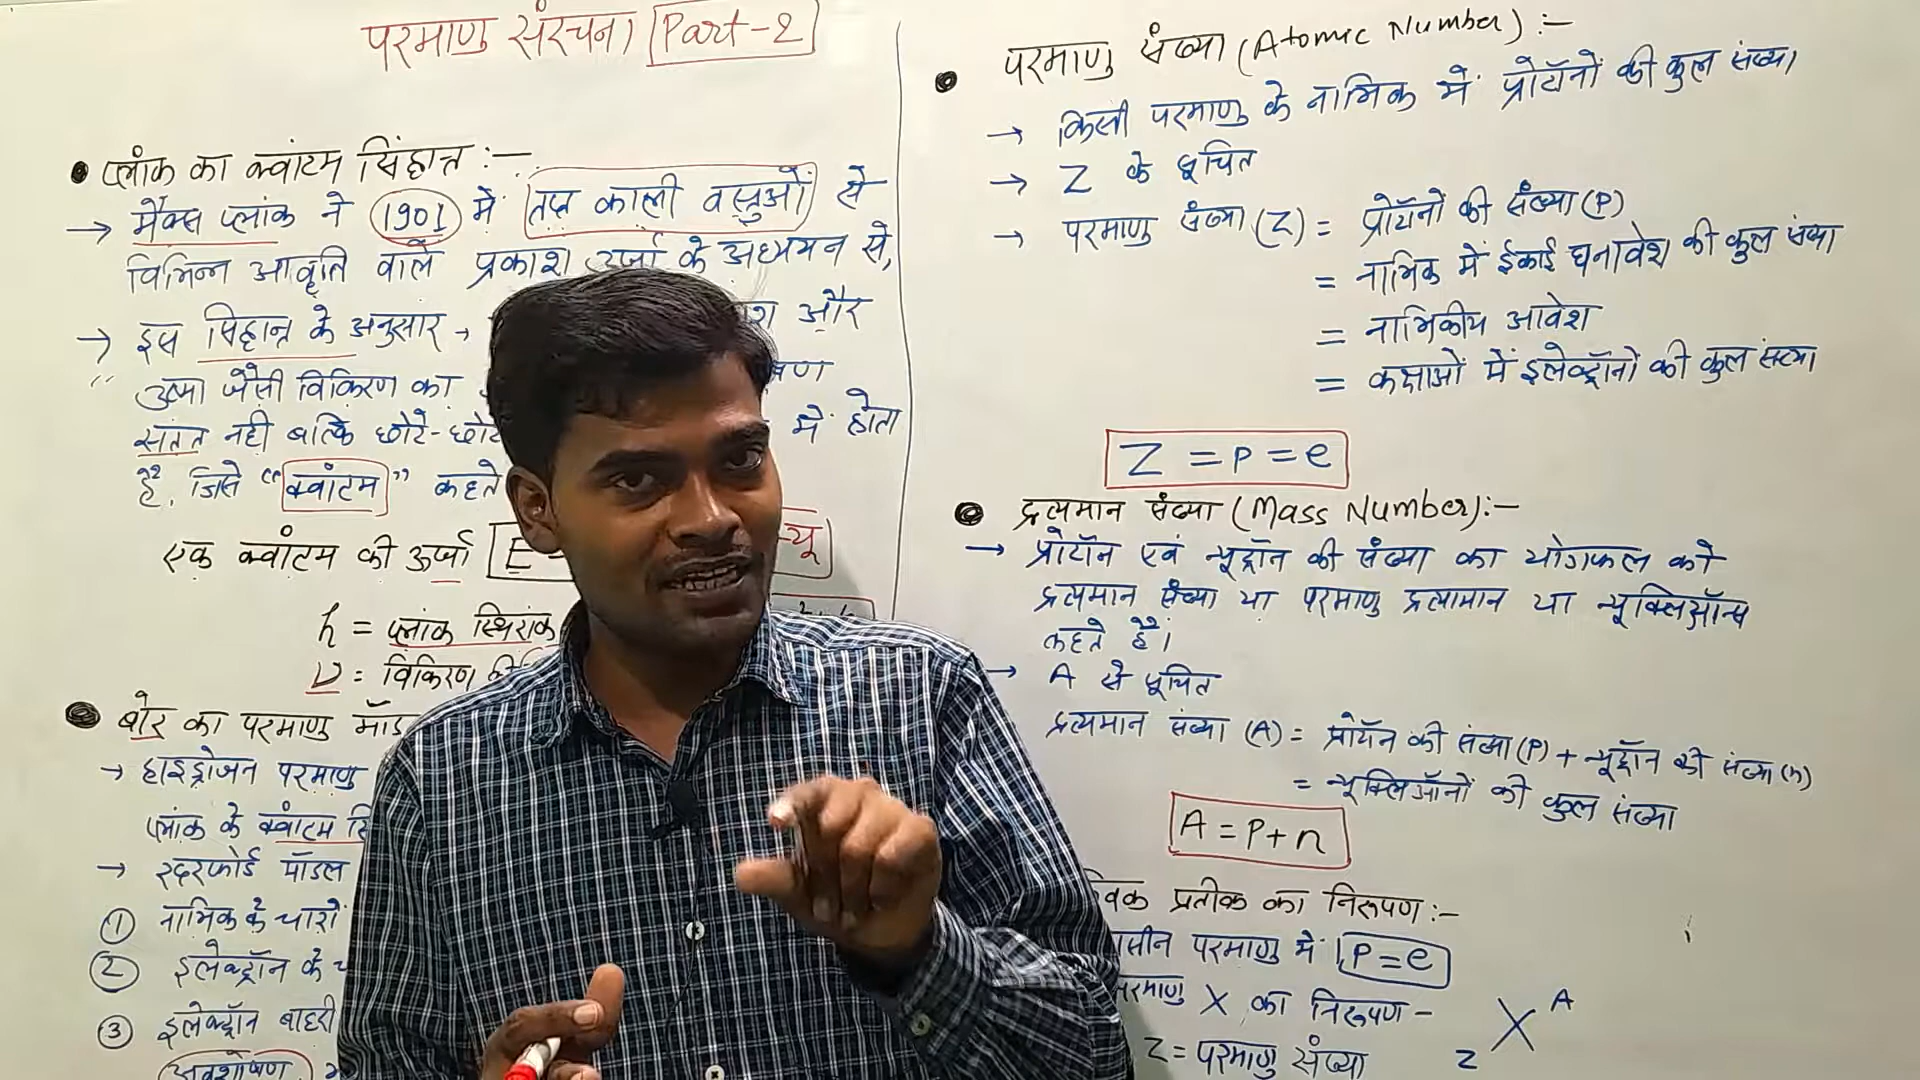 परमाणु संरचना Part-2
• प्लांक का क्वांटम सिद्धान्त :-
→ मैक्स प्लांक ने 1901 में तप्त काली वस्तुओं से
विभिन्न आवृति वाले प्रकाश ऊर्जा के अध्ययन से,
→ इस सिद्धान्त के अनुसार, और
ऊष्मा जैसी विकिरण का
सतत नही बल्कि छोटे-छोटे में होता
है, जिसे "क्वांटम" कहते
एक क्वांटम की ऊर्जा E
h = प्लांक स्थिरांक
ν = विकिरण
• बोर का परमाणु
→ हाइड्रोजन परमाणु
प्लांक के क्वांटम
→ रदरफोर्ड मॉडल
① नाभिक के चारों
② इलेक्ट्रॉन के
③ इलेक्ट्रॉन बाहरी
अवशोषण
• परमाणु संख्या (Atomic Number) :-
→ किसी परमाणु के नाभिक में प्रोटॉनों की कुल संख्या
→ Z के सूचित
→ परमाणु संख्या (Z) = प्रोटॉनों की संख्या (P)
= नाभिक में ईकाई धनावेश की कुल संख्या
= नाभिकीय आवेश
= कक्षाओं में इलेक्ट्रॉनों की कुल संख्या
Z = P = e
• द्रव्यमान संख्या (Mass Number) :-
→ प्रोटॉन एवं न्यूट्रॉन की संख्या का योगफल को
द्रव्यमान संख्या या परमाणु द्रव्यमान या न्यूक्लिऑन्स
कहते हैं।
→ A से सूचित
द्रव्यमान संख्या (A) = प्रोटॉन की संख्या (P) + न्यूट्रॉन की संख्या (n)
= न्यूक्लिऑनों की कुल संख्या
A = P + n
प्रतीक का निरूपण :-
परमाणु में P = e
परमाणु X का निरूपण -
Z X A
Z = परमाणु संख्या